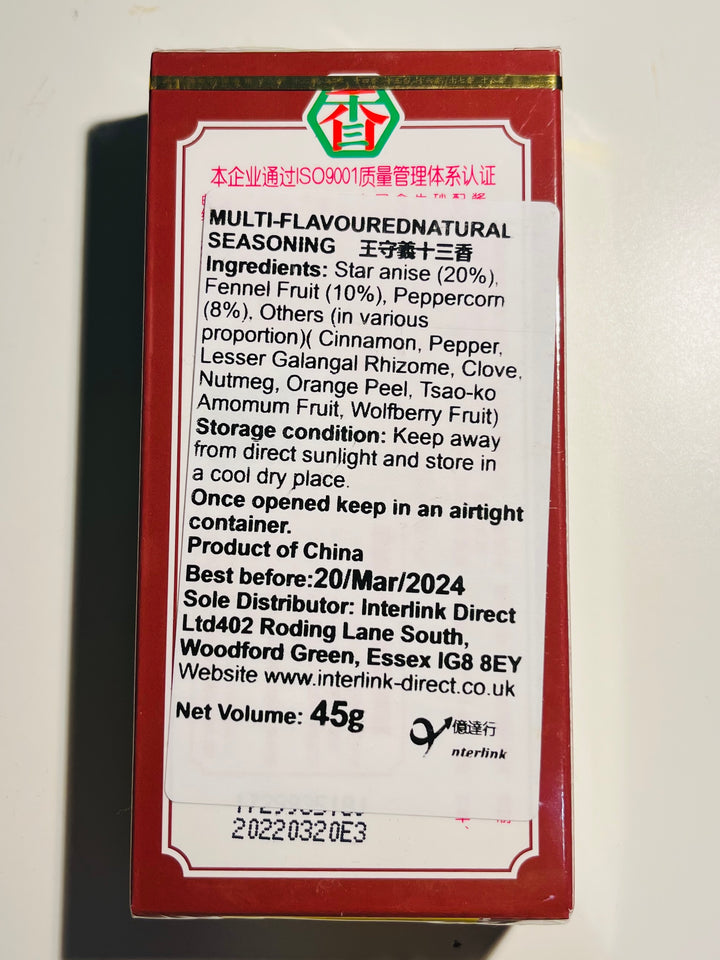 本企业通过ISO9001质量管理体系认证
MULTI-FLAVOUREDNATURAL
SEASONING 王守義十三香
Ingredients: Star anise (20%),
Fennel Fruit (10%), Peppercorn
(8%), Others (in various
proportion)( Cinnamon, Pepper,
Lesser Galangal Rhizome, Clove,
Nutmeg, Orange Peel, Tsao-ko
Amomum Fruit, Wolfberry Fruit)
Storage condition: Keep away
from direct sunlight and store in
a cool dry place.
Once opened keep in an airtight
container.
Product of China
Best before:20/Mar/2024
Sole Distributor: Interlink Direct
Ltd402 Roding Lane South,
Woodford Green, Essex IG8 8EY
Website www.interlink-direct.co.uk
Net Volume: 45g
億達行
nterlink
20220320E3